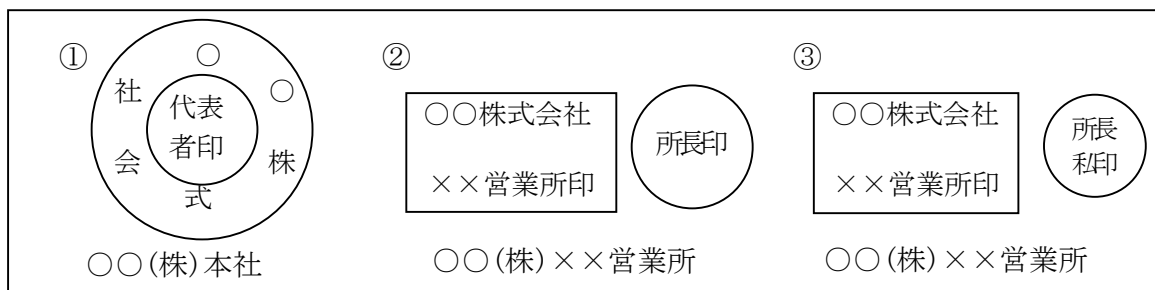 ①
○○株式会社
代表
者印
○○(株)本社
②
○○株式会社
××営業所印
所長印
○○(株)××営業所
③
○○株式会社
××営業所印
所長
私印
○○(株)××営業所